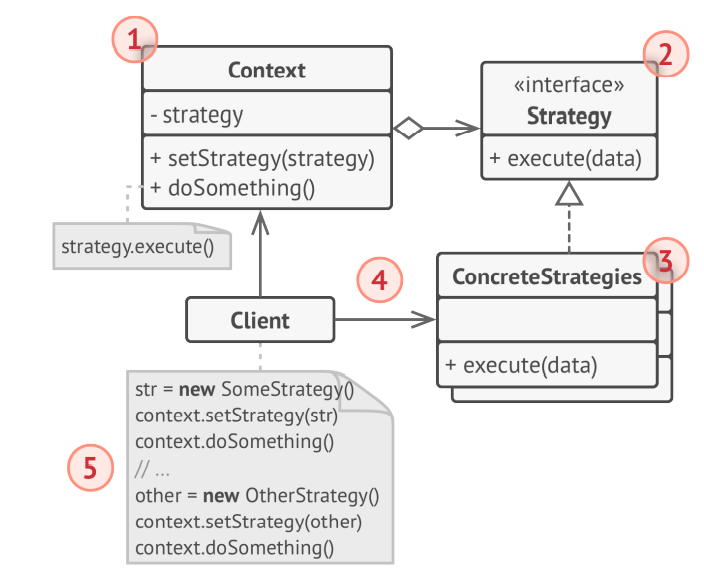 1
Context
- strategy
+ setStrategy(strategy)
+ doSomething()
strategy.execute()
2
«interface»
Strategy
+ execute(data)
3
ConcreteStrategies
+ execute(data)
4
Client
5
str = new SomeStrategy()
context.setStrategy(str)
context.doSomething()
// ...
other = new OtherStrategy()
context.setStrategy(other)
context.doSomething()